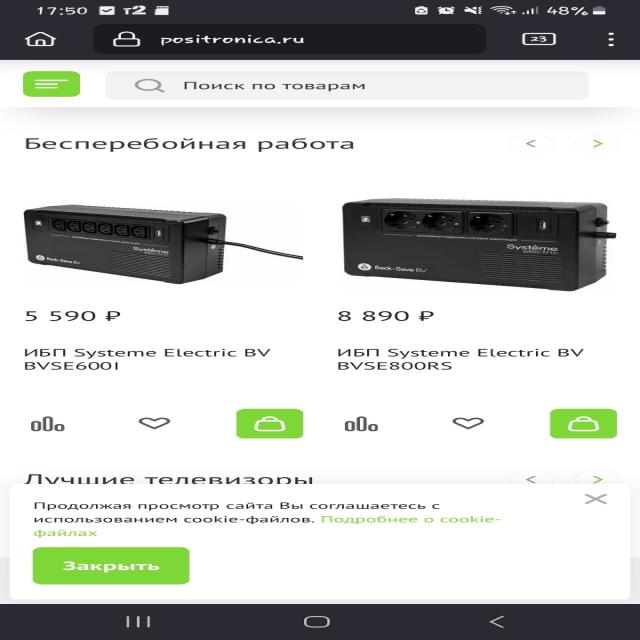 17:50 т2 48%
positronica.ru 23
Поиск по товарам
Бесперебойная работа
Systeme
electric
Back-Save BV
Systeme
electric
Back-Save BV
5 590 ₽
8 890 ₽
ИБП Systeme Electric BV
BVSE600I
ИБП Systeme Electric BV
BVSE800RS
Лучшие телевизоры
Продолжая просмотр сайта Вы соглашаетесь с
использованием cookie-файлов. Подробнее о cookie-
файлах
Закрыть